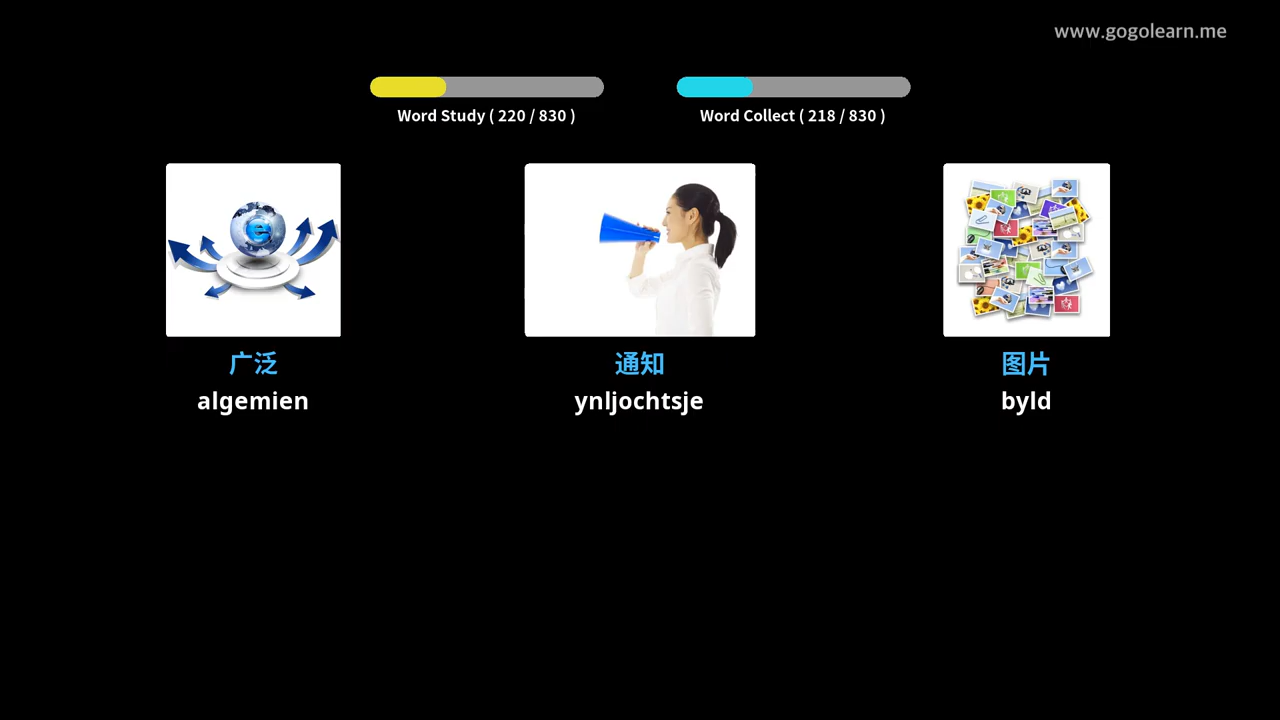 www.gogolearn.me
Word Study ( 220 / 830 )
Word Collect ( 218 / 830 )
e
广泛
通知
图片
algemien
ynljochtsje
byld